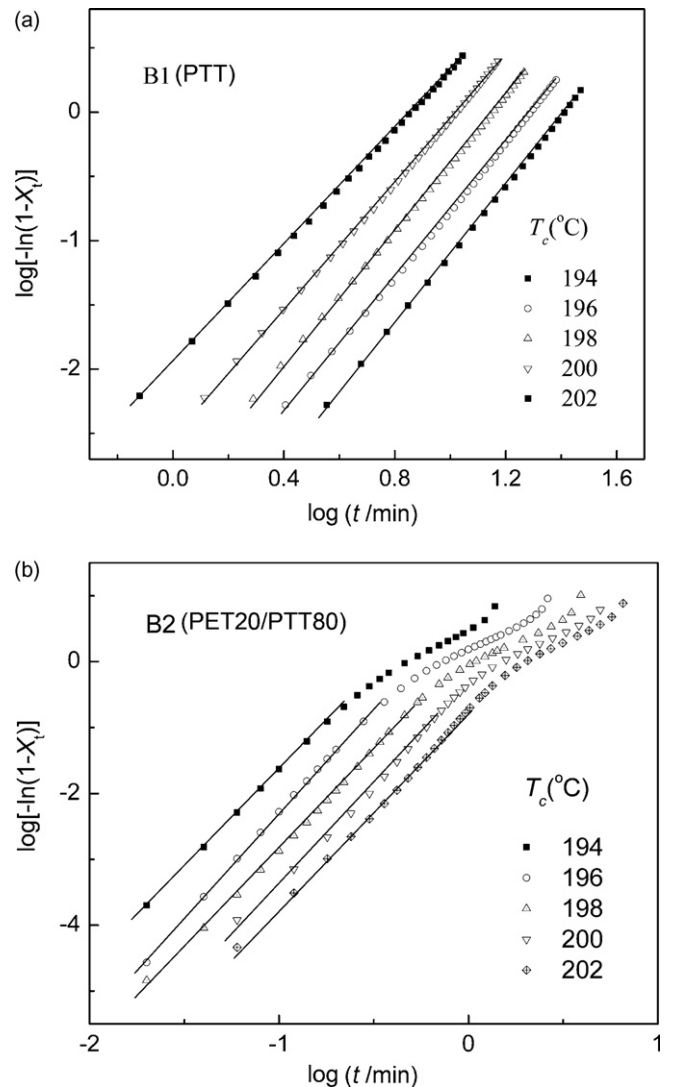 (a)
B1 (PTT)
log[-ln(1-Xt)]
0
-1
-2
Tc(°C)
194
196
198
200
202
0.0 0.4 0.8 1.2 1.6
log (t /min)
(b)
B2 (PET20/PTT80)
log[-ln(1-Xt)]
0
-2
-4
Tc(°C)
194
196
198
200
202
-2 -1 0 1
log (t /min)